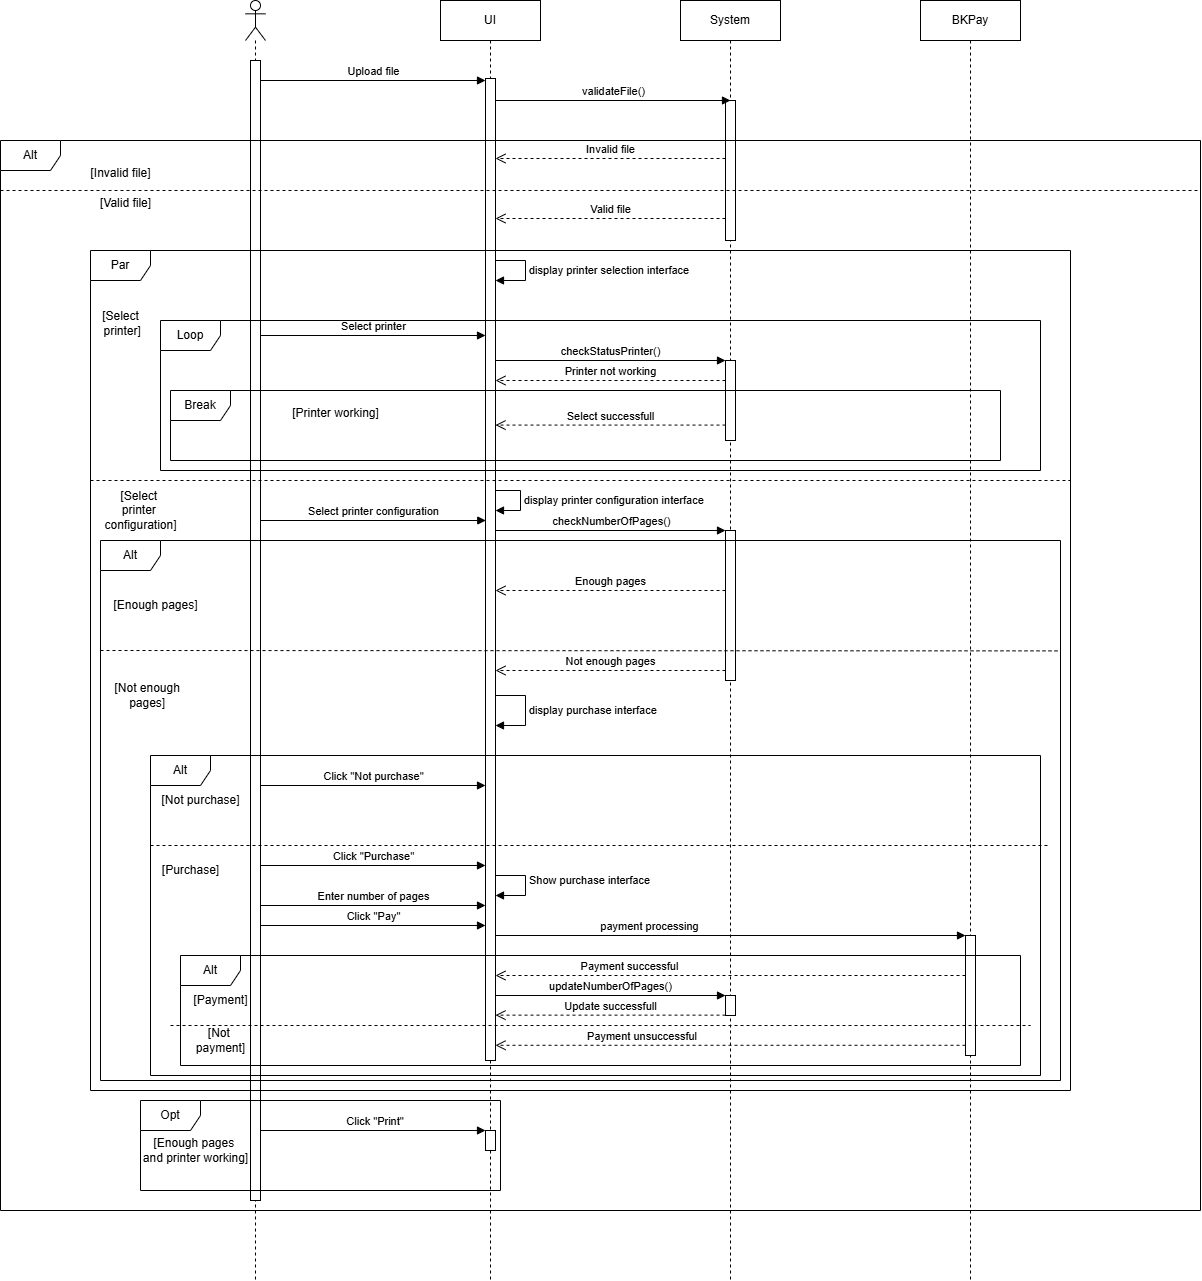 UI
System
BKPay
Upload file
validateFile()
Alt
Invalid file
[Invalid file]
[Valid file]
Valid file
Par
display printer selection interface
[Select
printer]
Loop
Select printer
checkStatusPrinter()
Printer not working
Break
[Printer working]
Select successfull
[Select
printer
configuration]
display printer configuration interface
Select printer configuration
checkNumberOfPages()
Alt
Enough pages
[Enough pages]
Not enough pages
[Not enough
pages]
display purchase interface
Alt
Click "Not purchase"
[Not purchase]
Click "Purchase"
[Purchase]
Show purchase interface
Enter number of pages
Click "Pay"
payment processing
Alt
Payment successful
updateNumberOfPages()
[Payment]
Update successfull
[Not
payment]
Payment unsuccessful
Opt
Click "Print"
[Enough pages
and printer working]